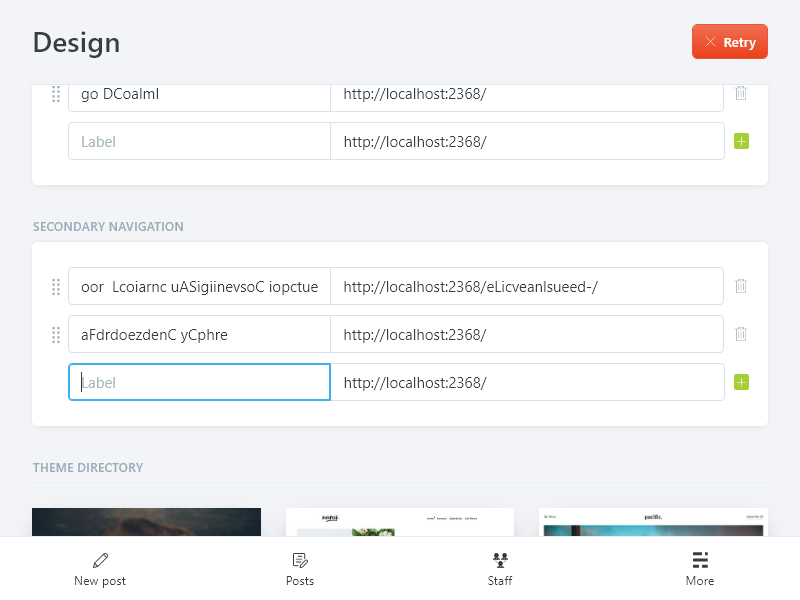 Design
Retry
go DCoalml
http://localhost:2368/
Label
http://localhost:2368/
SECONDARY NAVIGATION
oor  Lcoiarnc uASigiinevsoC iopctue
http://localhost:2368/eLicveanlsueed-/
aFdrdoezdenC yCphre
http://localhost:2368/
Label
http://localhost:2368/
THEME DIRECTORY
pacific.
New post
Posts
Staff
More